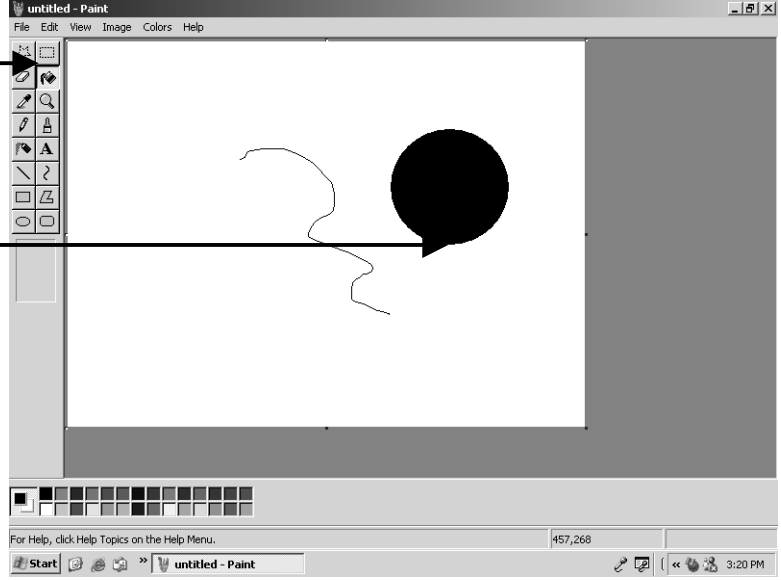 untitled - Paint
File Edit View Image Colors Help
A
For Help, click Help Topics on the Help Menu.
457,268
Start
»
untitled - Paint
«
3:20 PM